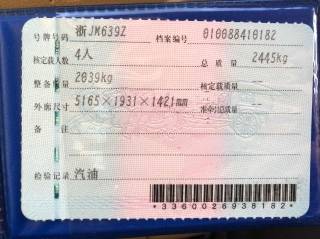 号牌号码 浙JM639Z 档案编号 010088410182
核定载人数 4人 总质量 2445kg
整备质量 2039kg 核定载质量 --
外廓尺寸 5165×1931×1421mm 准牵引总质量 --
备注
检验记录 汽油
*3360026938182*